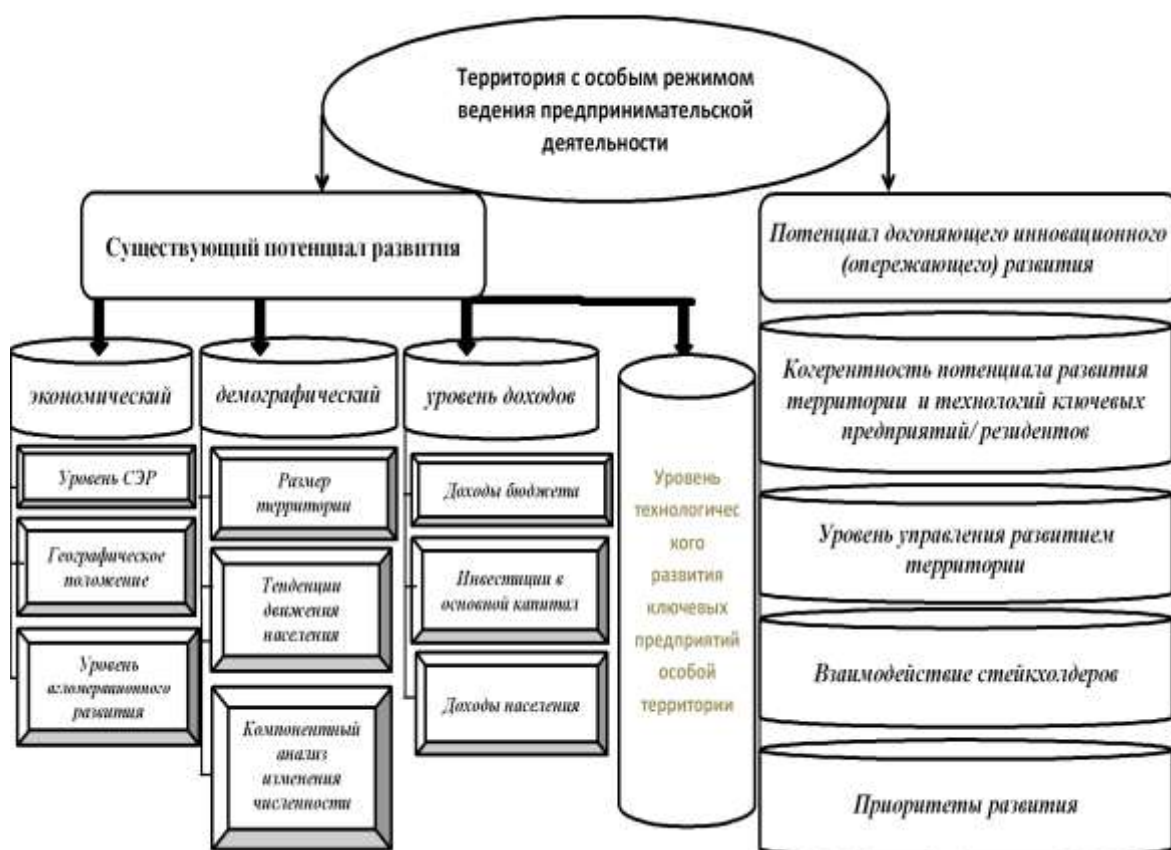 Территория с особым режимом
ведения предпринимательской
деятельности
Существующий потенциал развития
Потенциал догоняющего инновационного
(опережающего) развития
экономический
Уровень СЭР
Географическое
положение
Уровень
агломерационного
развития
демографический
Размер
территории
Тенденции
движения
населения
Компонентный
анализ
изменения
численности
уровень доходов
Доходы бюджета
Инвестиции в
основной капитал
Доходы населения
Уровень
технологичес
кого
развития
ключевых
предприятий
особой
территории
Когерентность потенциала развития
территории и технологий ключевых
предприятий/ резидентов
Уровень управления развитием
территории
Взаимодействие стейкхолдеров
Приоритеты развития